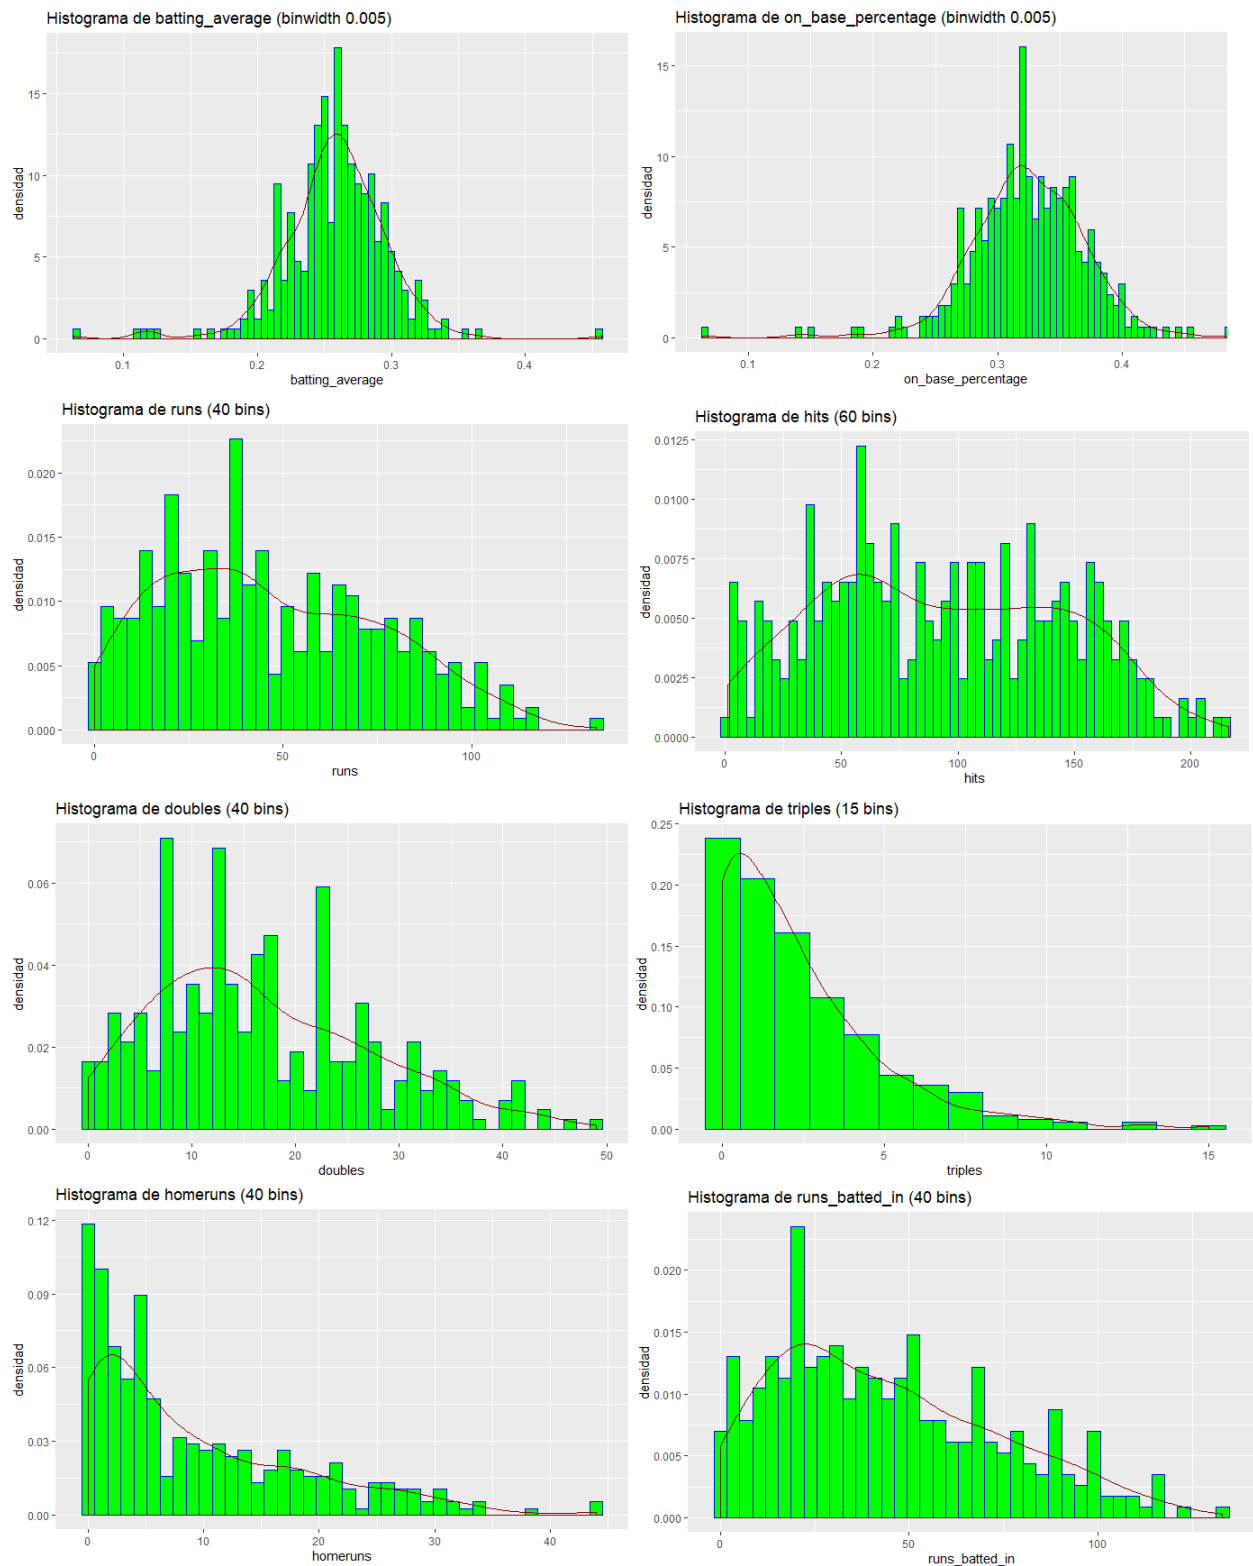 Histograma de batting_average (binwidth 0.005)
densidad
15
10
5
0
0.1 0.2 0.3 0.4
batting_average
Histograma de on_base_percentage (binwidth 0.005)
densidad
15
10
5
0
0.1 0.2 0.3 0.4
on_base_percentage
Histograma de runs (40 bins)
densidad
0.020
0.015
0.010
0.005
0.000
0 50 100
runs
Histograma de hits (60 bins)
densidad
0.0125
0.0100
0.0075
0.0050
0.0025
0.0000
0 50 100 150 200
hits
Histograma de doubles (40 bins)
densidad
0.06
0.04
0.02
0.00
0 10 20 30 40 50
doubles
Histograma de triples (15 bins)
densidad
0.25
0.20
0.15
0.10
0.05
0.00
0 5 10 15
triples
Histograma de homeruns (40 bins)
densidad
0.12
0.09
0.06
0.03
0.00
0 10 20 30 40
homeruns
Histograma de runs_batted_in (40 bins)
densidad
0.020
0.015
0.010
0.005
0.000
0 50 100
runs_batted_in